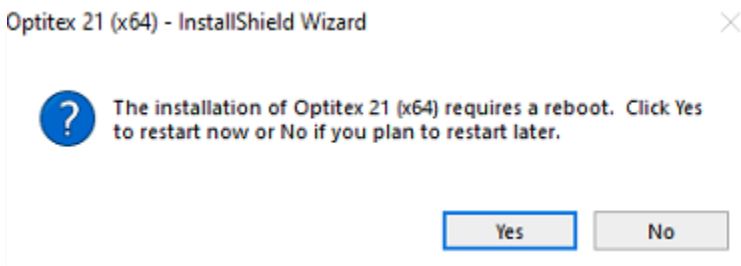 Optitex 21 (x64) - InstallShield Wizard
The installation of Optitex 21 (x64) requires a reboot.  Click Yes
to restart now or No if you plan to restart later.
Yes
No